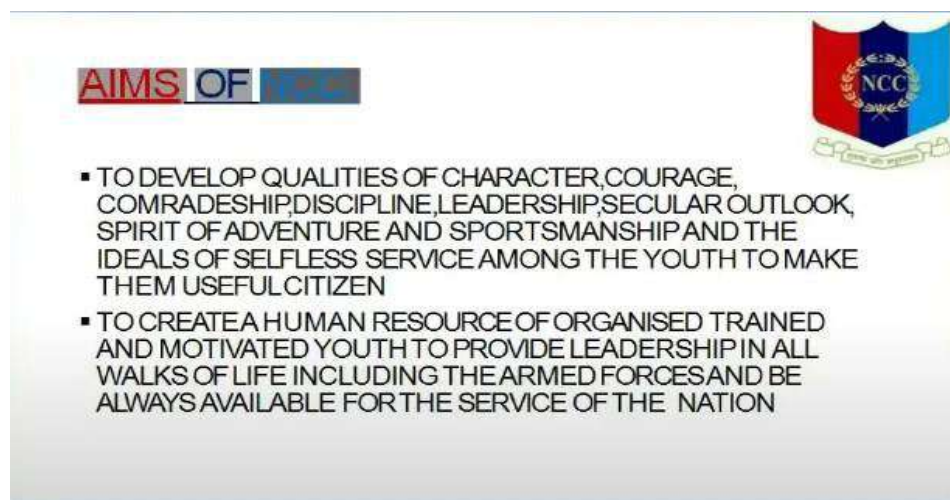 AIMS OF NCC
NCC
▪ TO DEVELOP QUALITIES OF CHARACTER,COURAGE,
COMRADESHIP,DISCIPLINE,LEADERSHIP,SECULAR OUTLOOK,
SPIRIT OF ADVENTURE AND SPORTSMANSHIP AND THE
IDEALS OF SELFLESS SERVICE AMONG THE YOUTH TO MAKE
THEM USEFUL CITIZEN
▪ TO CREATE A HUMAN RESOURCE OF ORGANISED TRAINED
AND MOTIVATED YOUTH TO PROVIDE LEADERSHIP IN ALL
WALKS OF LIFE INCLUDING THE ARMED FORCES AND BE
ALWAYS AVAILABLE FOR THE SERVICE OF THE NATION